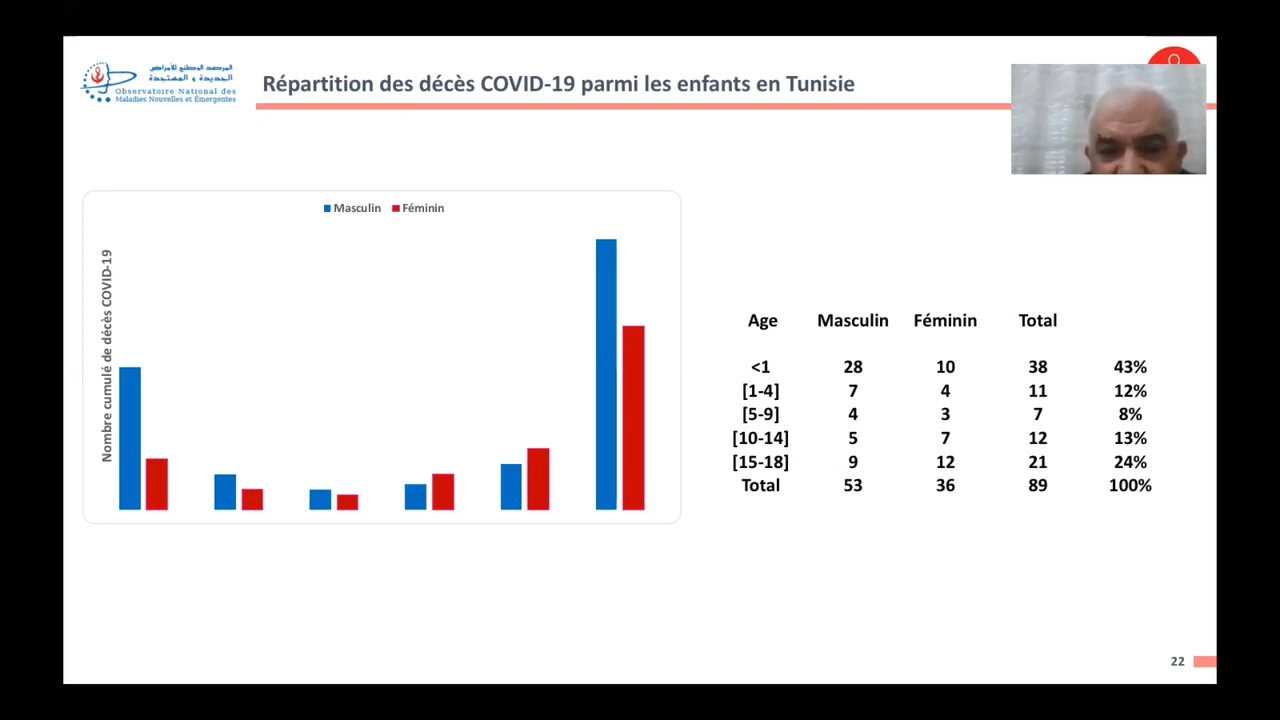 المرصد الوطني للأمراض
الجديدة و المستجدة
Observatoire National des
Maladies Nouvelles et Émergentes
Répartition des décès COVID-19 parmi les enfants en Tunisie
Masculin Féminin
Nombre cumulé de décès COVID-19
Age Masculin Féminin Total
<1 28 10 38 43%
[1-4] 7 4 11 12%
[5-9] 4 3 7 8%
[10-14] 5 7 12 13%
[15-18] 9 12 21 24%
Total 53 36 89 100%
22